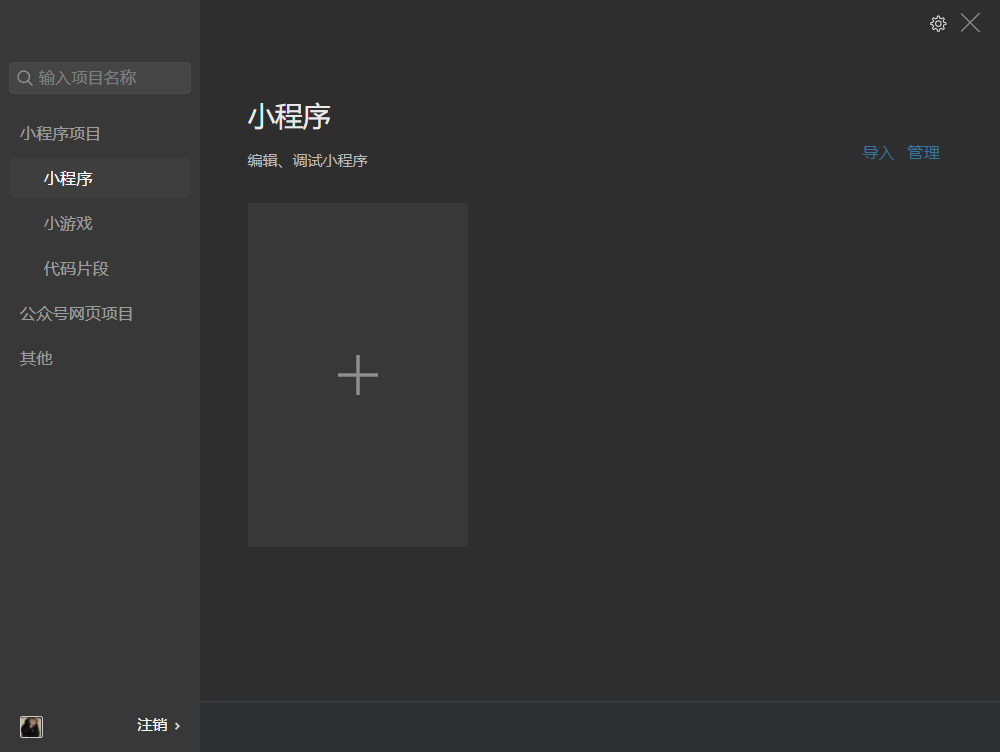 输入项目名称
小程序项目
小程序
小游戏
代码片段
公众号网页项目
其他
注销
小程序
编辑、调试小程序
导入 管理